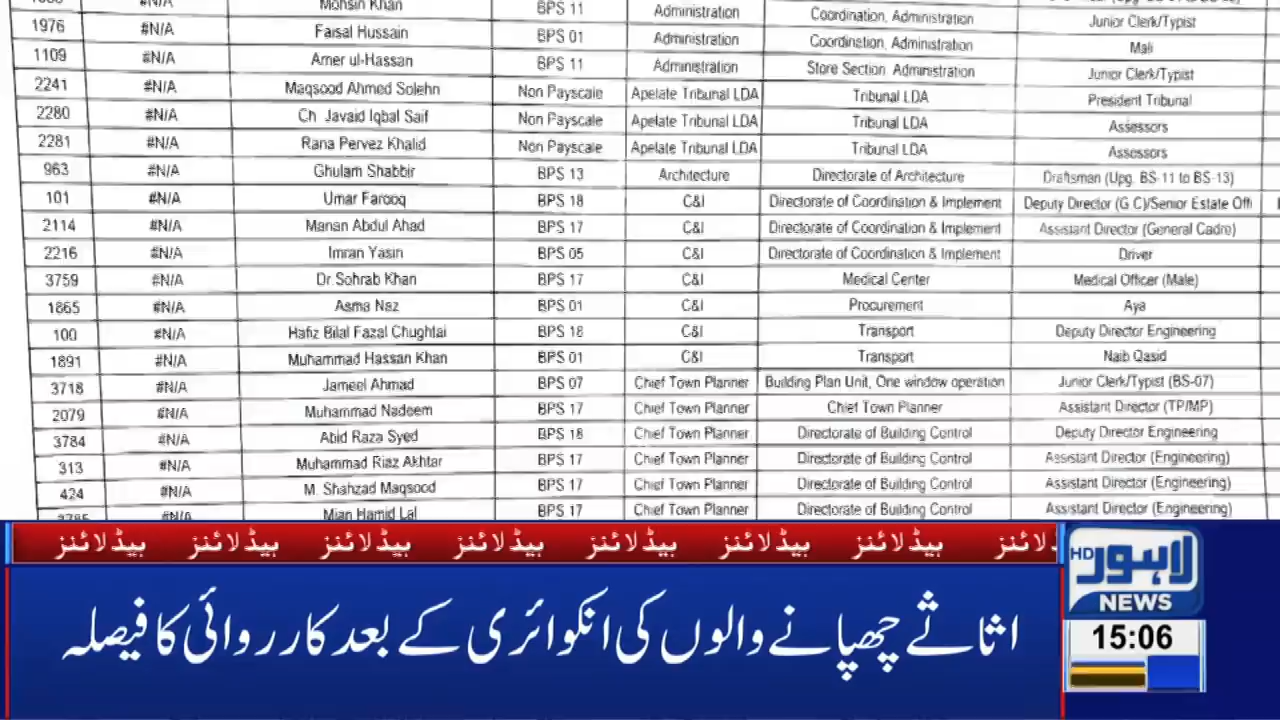 #N/A Mohsin Khan BPS 11 Administration Coordination, Administration
1976 #N/A Faisal Hussain BPS 01 Administration Coordination, Administration Junior Clerk/Typist
1109 #N/A Amer ul-Hassan BPS 11 Administration Store Section, Administration Mali
2241 #N/A Maqsood Ahmed Solehn Non Payscale Apelate Tribunal LDA Tribunal LDA Junior Clerk/Typist
2280 #N/A Ch Javaid Iqbal Saif Non Payscale Apelate Tribunal LDA Tribunal LDA President Tribunal
2281 #N/A Rana Pervez Khalid Non Payscale Apelate Tribunal LDA Tribunal LDA Assessors
Assessors
963 #N/A Ghulam Shabbir BPS 13 Architecture Directorate of Architecture Draftsman (Upg. BS-11 to BS-13)
101 #N/A Umar Farooq BPS 18 C&I Directorate of Coordination & Implement Deputy Director (G.C)/Senior Estate Offi
2114 #N/A Manan Abdul Ahad BPS 17 C&I Directorate of Coordination & Implement Assistant Director (General Cadre)
2216 #N/A Imran Yasin BPS 05 C&I Directorate of Coordination & Implement Driver
3759 #N/A Dr. Sohrab Khan BPS 17 C&I Medical Center Medical Officer (Male)
1865 #N/A Asma Naz BPS 01 C&I Procurement Aya
100 #N/A Hafiz Bilal Fazal Chughtai BPS 18 C&I Transport Deputy Director Engineering
1891 #N/A Muhammad Hassan Khan BPS 01 C&I Transport Naib Qasid
3718 #N/A Jameel Ahmad BPS 07 Chief Town Planner Building Plan Unit, One window operation Junior Clerk/Typist (BS-07)
2079 #N/A Muhammad Nadeem BPS 17 Chief Town Planner Chief Town Planner Assistant Director (TP/MP)
3784 #N/A Abid Raza Syed BPS 18 Chief Town Planner Directorate of Building Control Deputy Director Engineering
313 #N/A Muhammad Riaz Akhtar BPS 17 Chief Town Planner Directorate of Building Control Assistant Director (Engineering)
424 #N/A M. Shahzad Maqsood BPS 17 Chief Town Planner Directorate of Building Control Assistant Director (Engineering)
3785 #N/A Mian Hamid Lal BPS 17 Chief Town Planner Directorate of Building Control Assistant Director (Engineering)
ہیڈلائنز ہیڈلائنز ہیڈلائنز ہیڈلائنز ہیڈلائنز ہیڈلائنز ہیڈلائنز ڈلائنز
اثاثے چھپانے والوں کی انکوائری کے بعد کارروائی کا فیصلہ
لاہور HD
NEWS
15:06